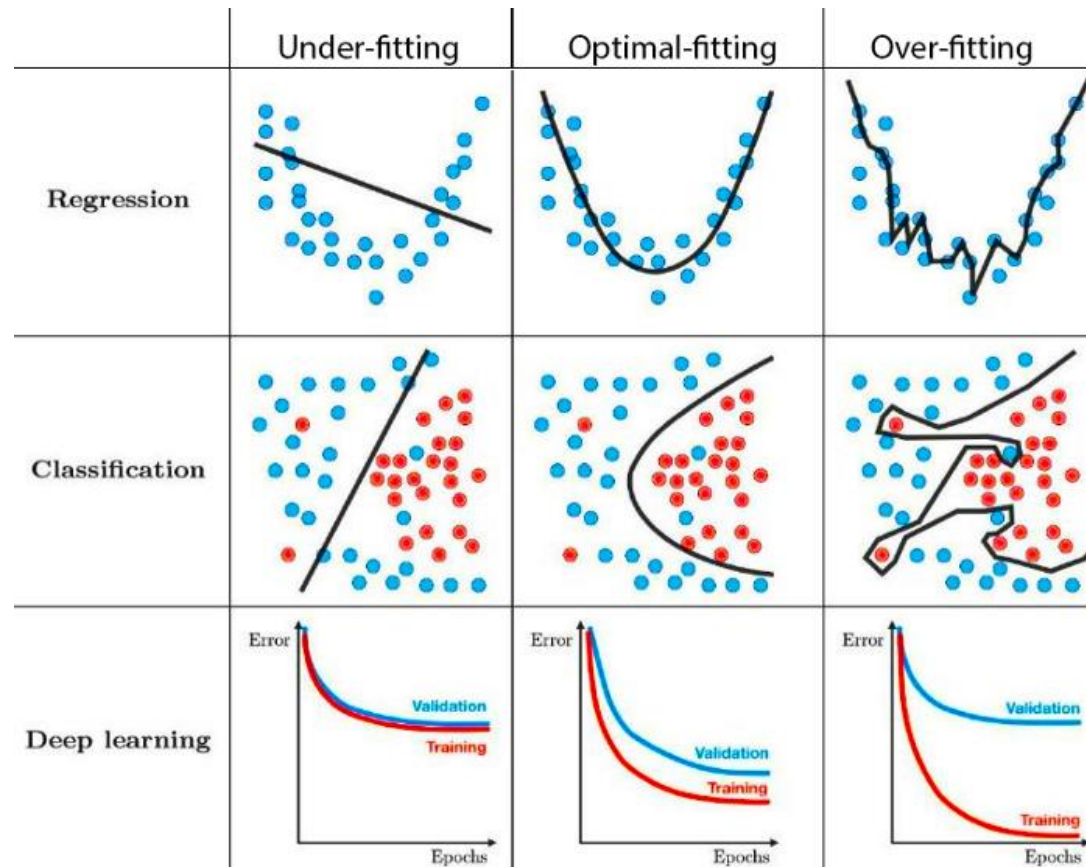 Under-fitting
Optimal-fitting
Over-fitting
Regression
Classification
Deep learning
Error
Validation
Training
Epochs
Error
Validation
Training
Epochs
Error
Validation
Training
Epochs